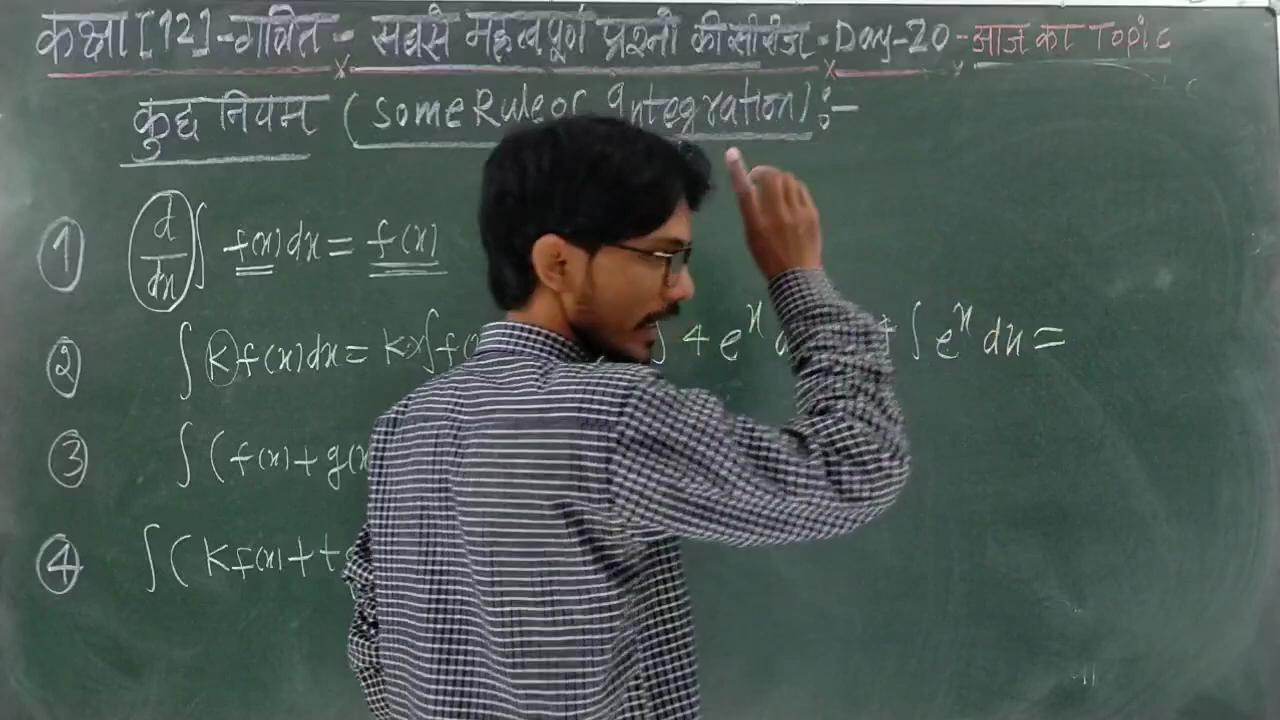 कक्षा [12] - गणित - सबसे महत्वपूर्ण प्रश्नों की सीरीज - Day-20 - आज का Topic
कुछ नियम (Some Rule of Integration) :-
① d/dx ∫ f(x) dx = f(x)
② ∫ K f(x) dx = K×∫ f( ∫ 4 e^x d ∫ e^x dx =
③ ∫ (f(x) + g(x
④ ∫ (K f(x) + t